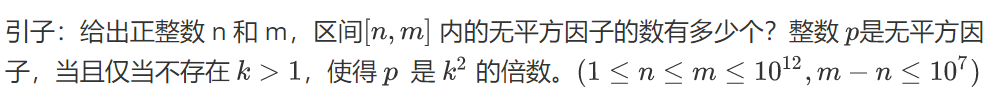 引子：给出正整数 n 和 m，区间[n, m] 内的无平方因子的数有多少个？整数 p是无平方因
子，当且仅当不存在 k > 1，使得 p 是 k² 的倍数。(1 ≤ n ≤ m ≤ 10¹², m − n ≤ 10⁷)